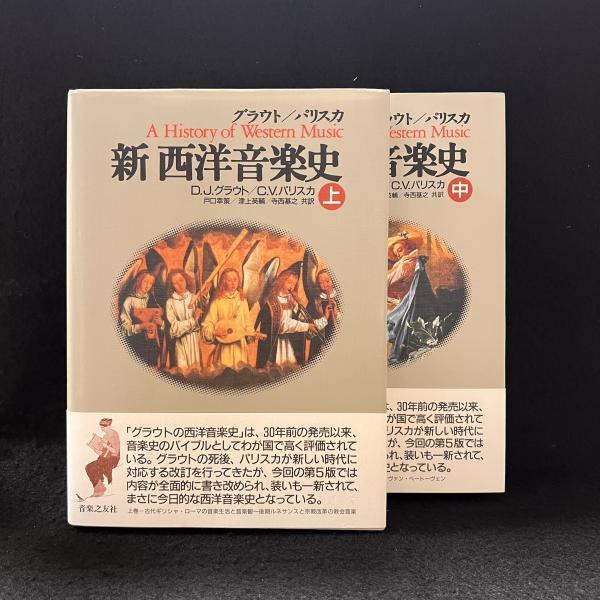 グラウト／パリスカ
A History of Western Music
新 西洋音楽史
D.J.グラウト／C.V.パリスカ
戸口幸策／津上英輔／寺西基之 共訳
上
「グラウトの西洋音楽史」は、30年前の発売以来、
音楽史のバイブルとしてわが国で高く評価されて
いる。グラウトの死後、パリスカが新しい時代に
対応する改訂を行ってきたが、今回の第5版では
内容が全面的に書き改められ、装いも一新されて、
まさに今日的な西洋音楽史となっている。
音楽之友社
上巻−古代ギリシャ・ローマの音楽生活と音楽観〜後期ルネサンスと宗教改革の教会音楽
ウト／パリスカ
estern Music
音楽史
C.V.パリスカ
輔／寺西基之 共訳
中
は、30年前の発売以来、
わが国で高く評価されて
パリスカが新しい時代に
が、今回の第5版では
られ、装いも一新されて、
史となっている。
ヴァン・ベートーヴェン